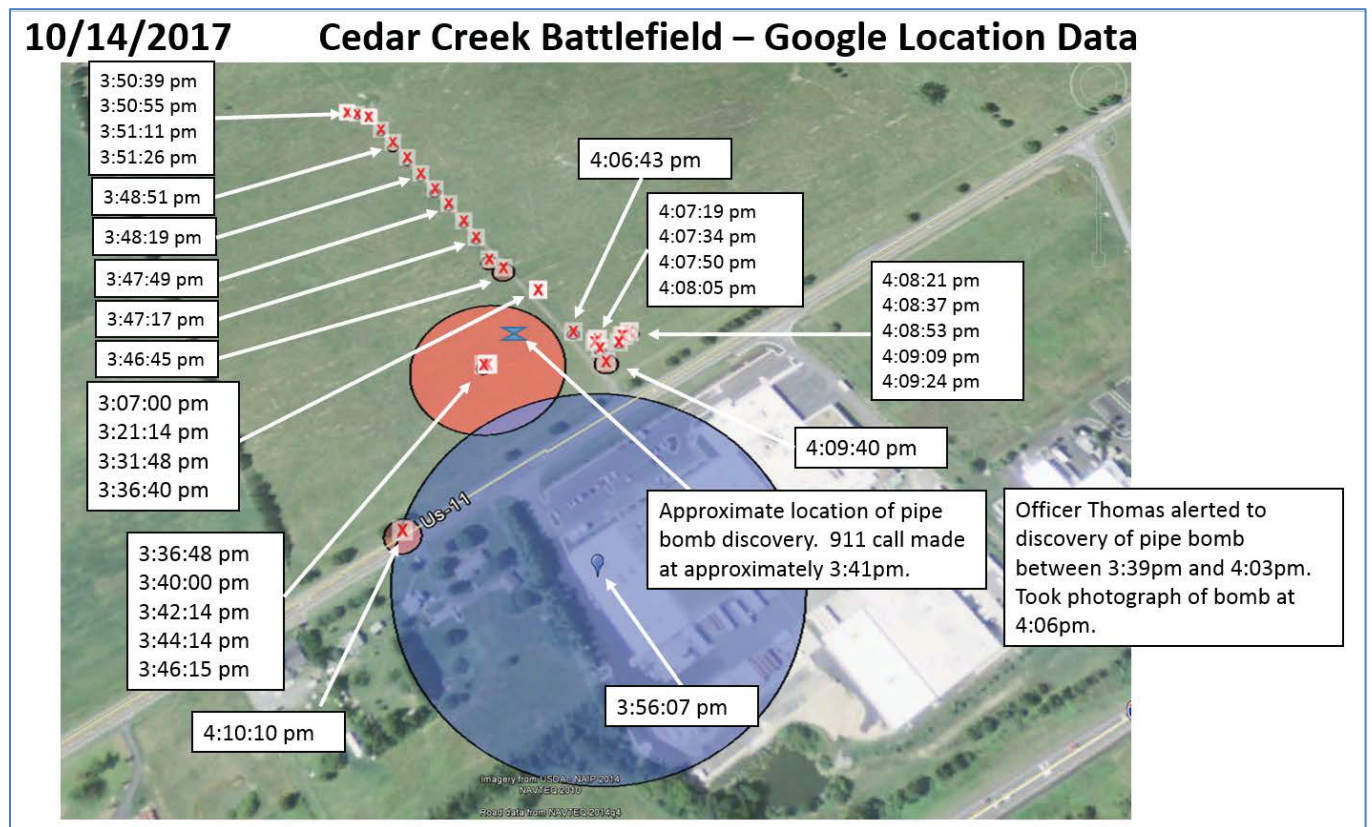 10/14/2017 Cedar Creek Battlefield – Google Location Data
3:50:39 pm
3:50:55 pm
3:51:11 pm
3:51:26 pm
3:48:51 pm
3:48:19 pm
3:47:49 pm
3:47:17 pm
3:46:45 pm
3:07:00 pm
3:21:14 pm
3:31:48 pm
3:36:40 pm
3:36:48 pm
3:40:00 pm
3:42:14 pm
3:44:14 pm
3:46:15 pm
4:10:10 pm
4:06:43 pm
4:07:19 pm
4:07:34 pm
4:07:50 pm
4:08:05 pm
4:08:21 pm
4:08:37 pm
4:08:53 pm
4:09:09 pm
4:09:24 pm
4:09:40 pm
Us-11
Approximate location of pipe
bomb discovery. 911 call made
at approximately 3:41pm.
Officer Thomas alerted to
discovery of pipe bomb
between 3:39pm and 4:03pm.
Took photograph of bomb at
4:06pm.
3:56:07 pm
Imagery from USDA - NAIP 2014
NAVTEQ 2010
Road data from NAVTEQ 2014q4